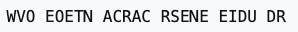 WVO EOETN ACRAC RSENE EIDU DR